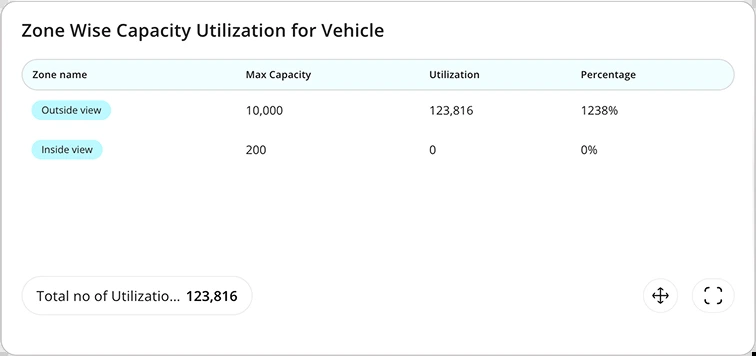 Zone Wise Capacity Utilization for Vehicle
Zone name Max Capacity Utilization Percentage
Outside view 10,000 123,816 1238%
Inside view 200 0 0%
Total no of Utilizatio... 123,816